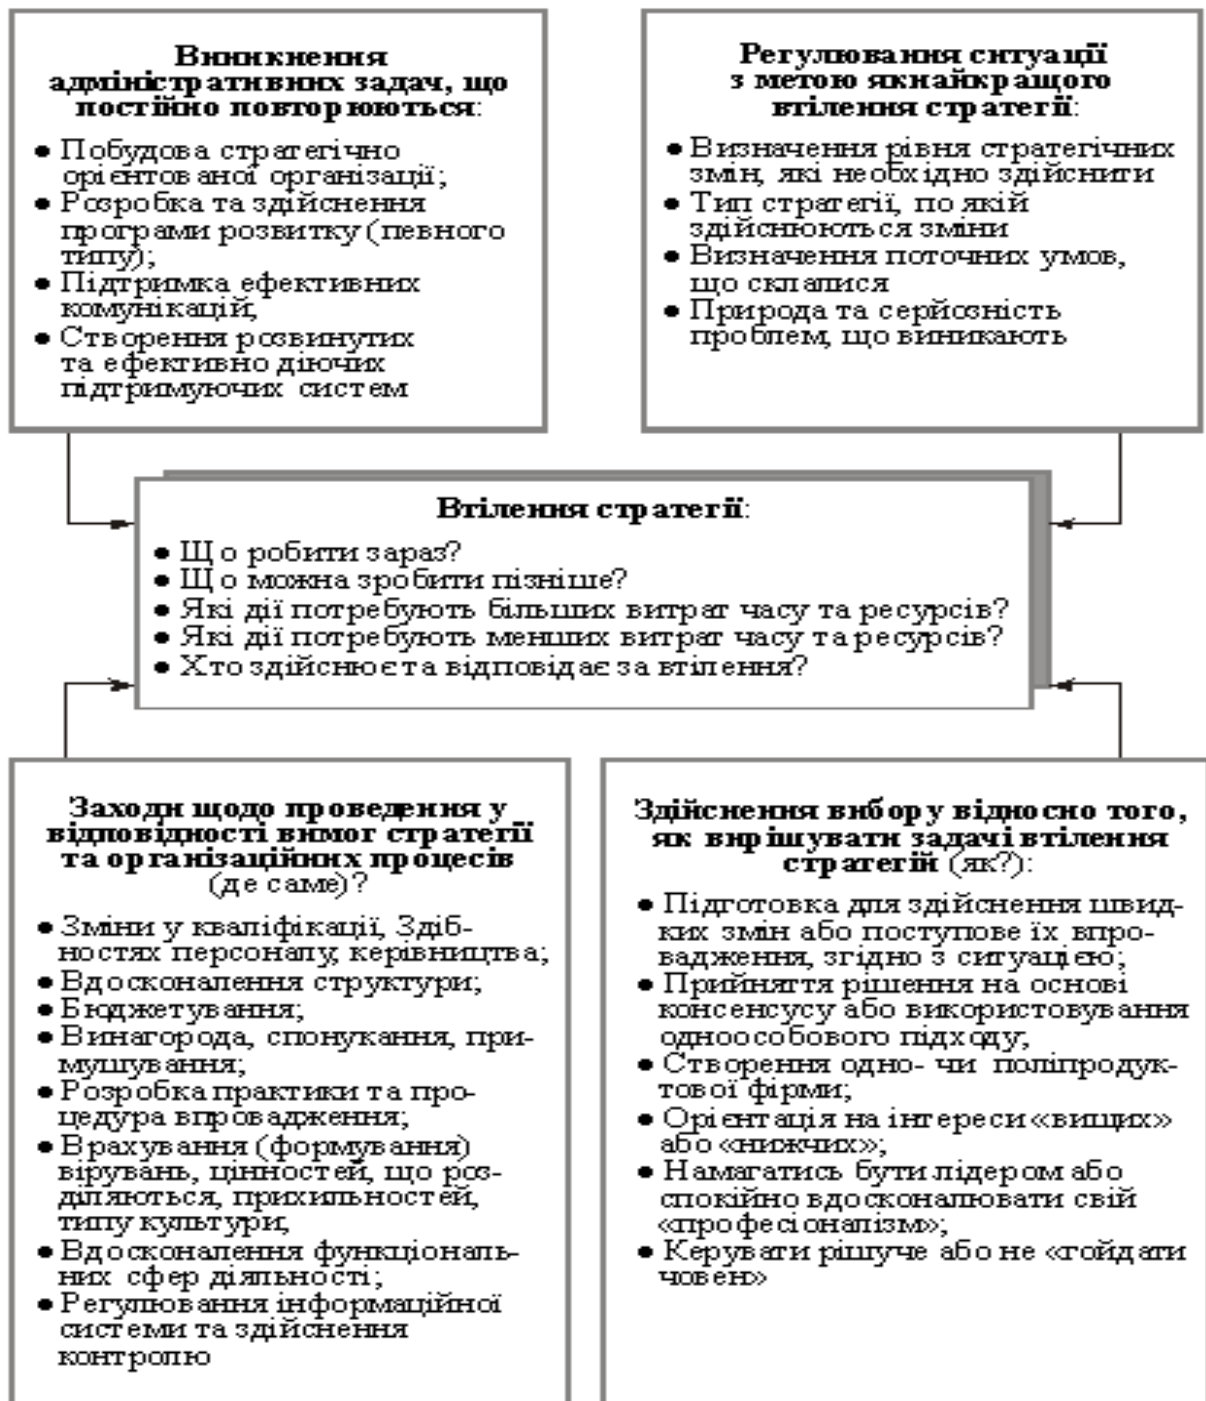 Виникнення
адміністративних задач, що
постійно повторюються:
● Побудова стратегічно
орієнтованої організації;
● Розробка та здійснення
програми розвитку (певного
типу);
● Підтримка ефективних
комунікацій;
● Створення розвинутих
та ефективно діючих
підтримуючих систем
Регулювання ситуації
з метою якнайкращого
втілення стратегії:
● Визначення рівня стратегічних
змін, які необхідно здійснити
● Тип стратегії, по якій
здійснюються зміни
● Визначення поточних умов,
що склалися
● Природа та серйозність
проблем, що виникають
Втілення стратегії:
● Що робити зараз?
● Що можна зробити пізніше?
● Які дії потребують більших витрат часу та ресурсів?
● Які дії потребують менших витрат часу та ресурсів?
● Хто здійснює та відповідає за втілення?
Заходи щодо проведення у
відповідності вимог стратегії
та організаційних процесів
(де саме)?
● Зміни у кваліфікації, Здіб-
ностях персоналу, керівництва;
● Вдосконалення структури;
● Бюджетування;
● Винагорода, спонукання, при-
мушування;
● Розробка практики та про-
цедура впровадження;
● Врахування (формування)
вірувань, цінностей, що роз-
діляються, прихильностей,
типу культури;
● Вдосконалення функціональ-
них сфер діяльності;
● Регулювання інформаційної
системи та здійснення
контролю
Здійснення вибору відносно того,
як вирішувати задачі втілення
стратегій (як?):
● Підготовка для здійснення швид-
ких змін або поступове їх впро-
вадження, згідно з ситуацією;
● Прийняття рішення на основі
консенсусу або використовування
одноособового підходу;
● Створення одно- чи поліпродук-
тової фірми;
● Орієнтація на інтереси «вищих»
або «нижчих»;
● Намагатись бути лідером або
спокійно вдосконалювати свій
«професіоналізм»;
● Керувати рішуче або не «гойдати
човен»